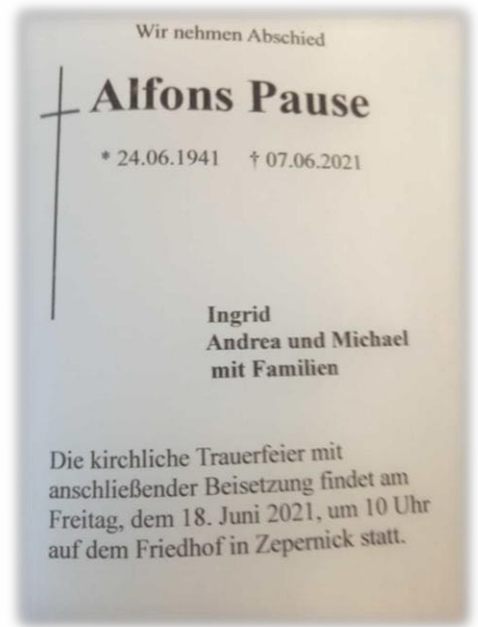 Wir nehmen Abschied
Alfons Pause
* 24.06.1941 † 07.06.2021
Ingrid
Andrea und Michael
mit Familien
Die kirchliche Trauerfeier mit
anschließender Beisetzung findet am
Freitag, dem 18. Juni 2021, um 10 Uhr
auf dem Friedhof in Zepernick statt.